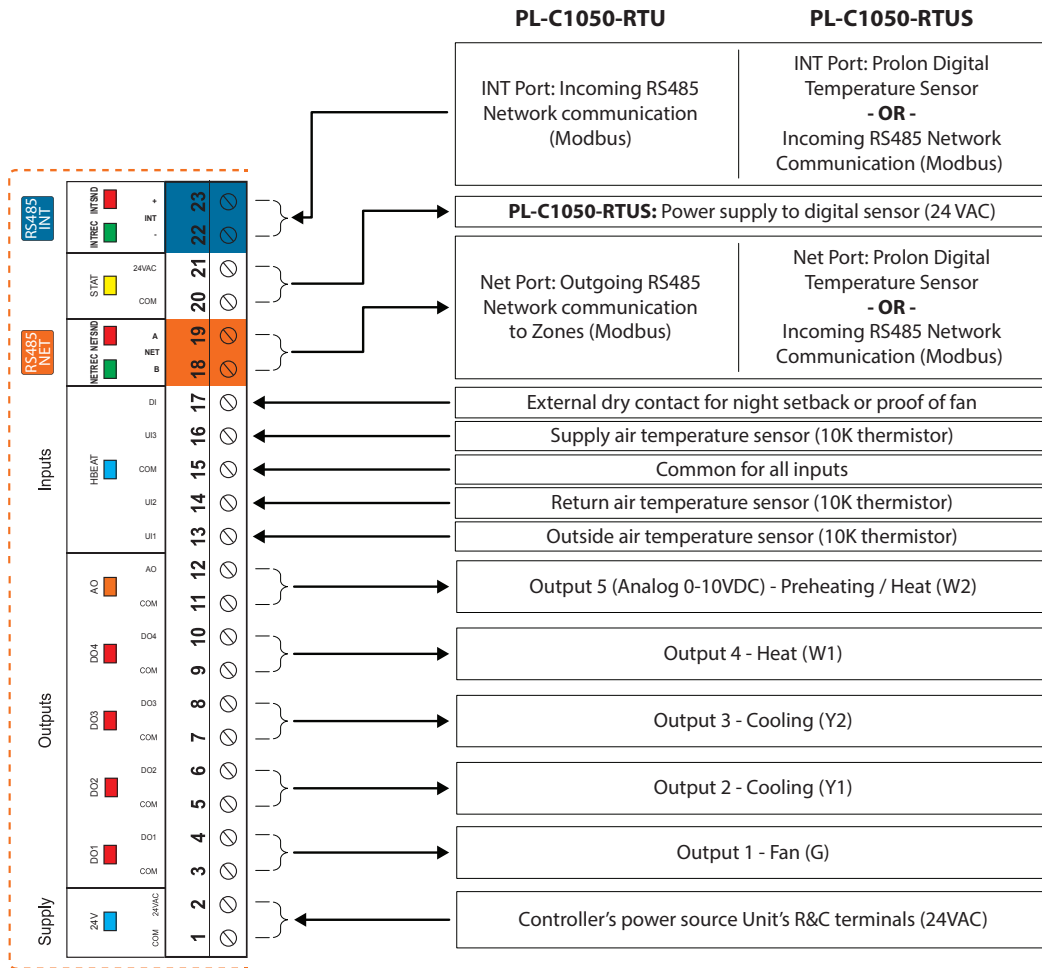 PL-C1050-RTU
PL-C1050-RTUS
INT Port: Incoming RS485
Network communication
(Modbus)
INT Port: Prolon Digital
Temperature Sensor
- OR -
Incoming RS485 Network
Communication (Modbus)
PL-C1050-RTUS: Power supply to digital sensor (24 VAC)
Net Port: Outgoing RS485
Network communication
to Zones (Modbus)
Net Port: Prolon Digital
Temperature Sensor
- OR -
Incoming RS485 Network
Communication (Modbus)
External dry contact for night setback or proof of fan
Supply air temperature sensor (10K thermistor)
Common for all inputs
Return air temperature sensor (10K thermistor)
Outside air temperature sensor (10K thermistor)
Output 5 (Analog 0-10VDC) - Preheating / Heat (W2)
Output 4 - Heat (W1)
Output 3 - Cooling (Y2)
Output 2 - Cooling (Y1)
Output 1 - Fan (G)
Controller's power source Unit's R&C terminals (24VAC)
RS485
INT
INTREC INTSND
+
INT
-
23
22
STAT
24VAC
COM
21
20
RS485
NET
NETREC NETSND
A
NET
B
19
18
Inputs
HBEAT
DI
17
UI3
16
COM
15
UI2
14
UI1
13
Outputs
AO
AO
12
COM
11
DO4
DO4
10
COM
9
DO3
DO3
8
COM
7
DO2
DO2
6
COM
5
DO1
DO1
4
COM
3
Supply
24V
24VAC
2
COM
1